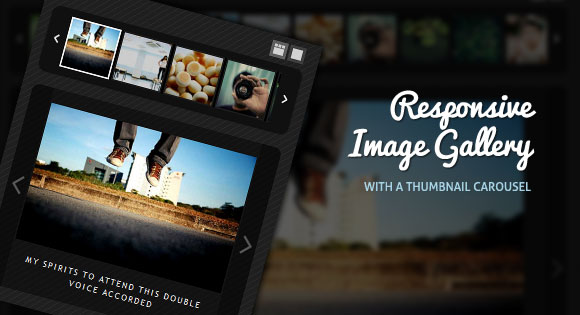 Responsive
Image Gallery
WITH A THUMBNAIL CAROUSEL
MY SPIRITS TO ATTEND THIS DOUBLE
VOICE ACCORDED